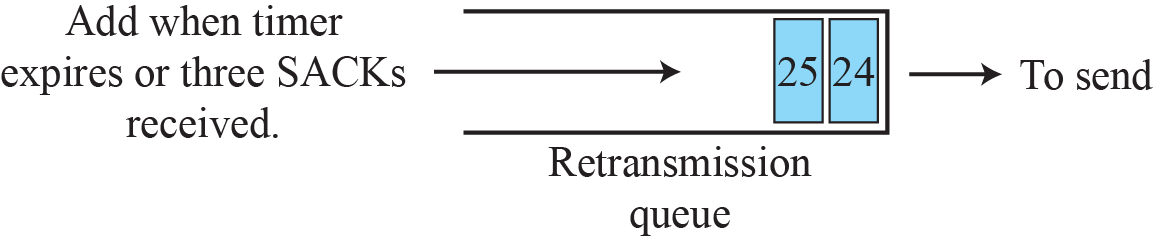 Add when timer
expires or three SACKs
received.
25 24
To send
Retransmission
queue